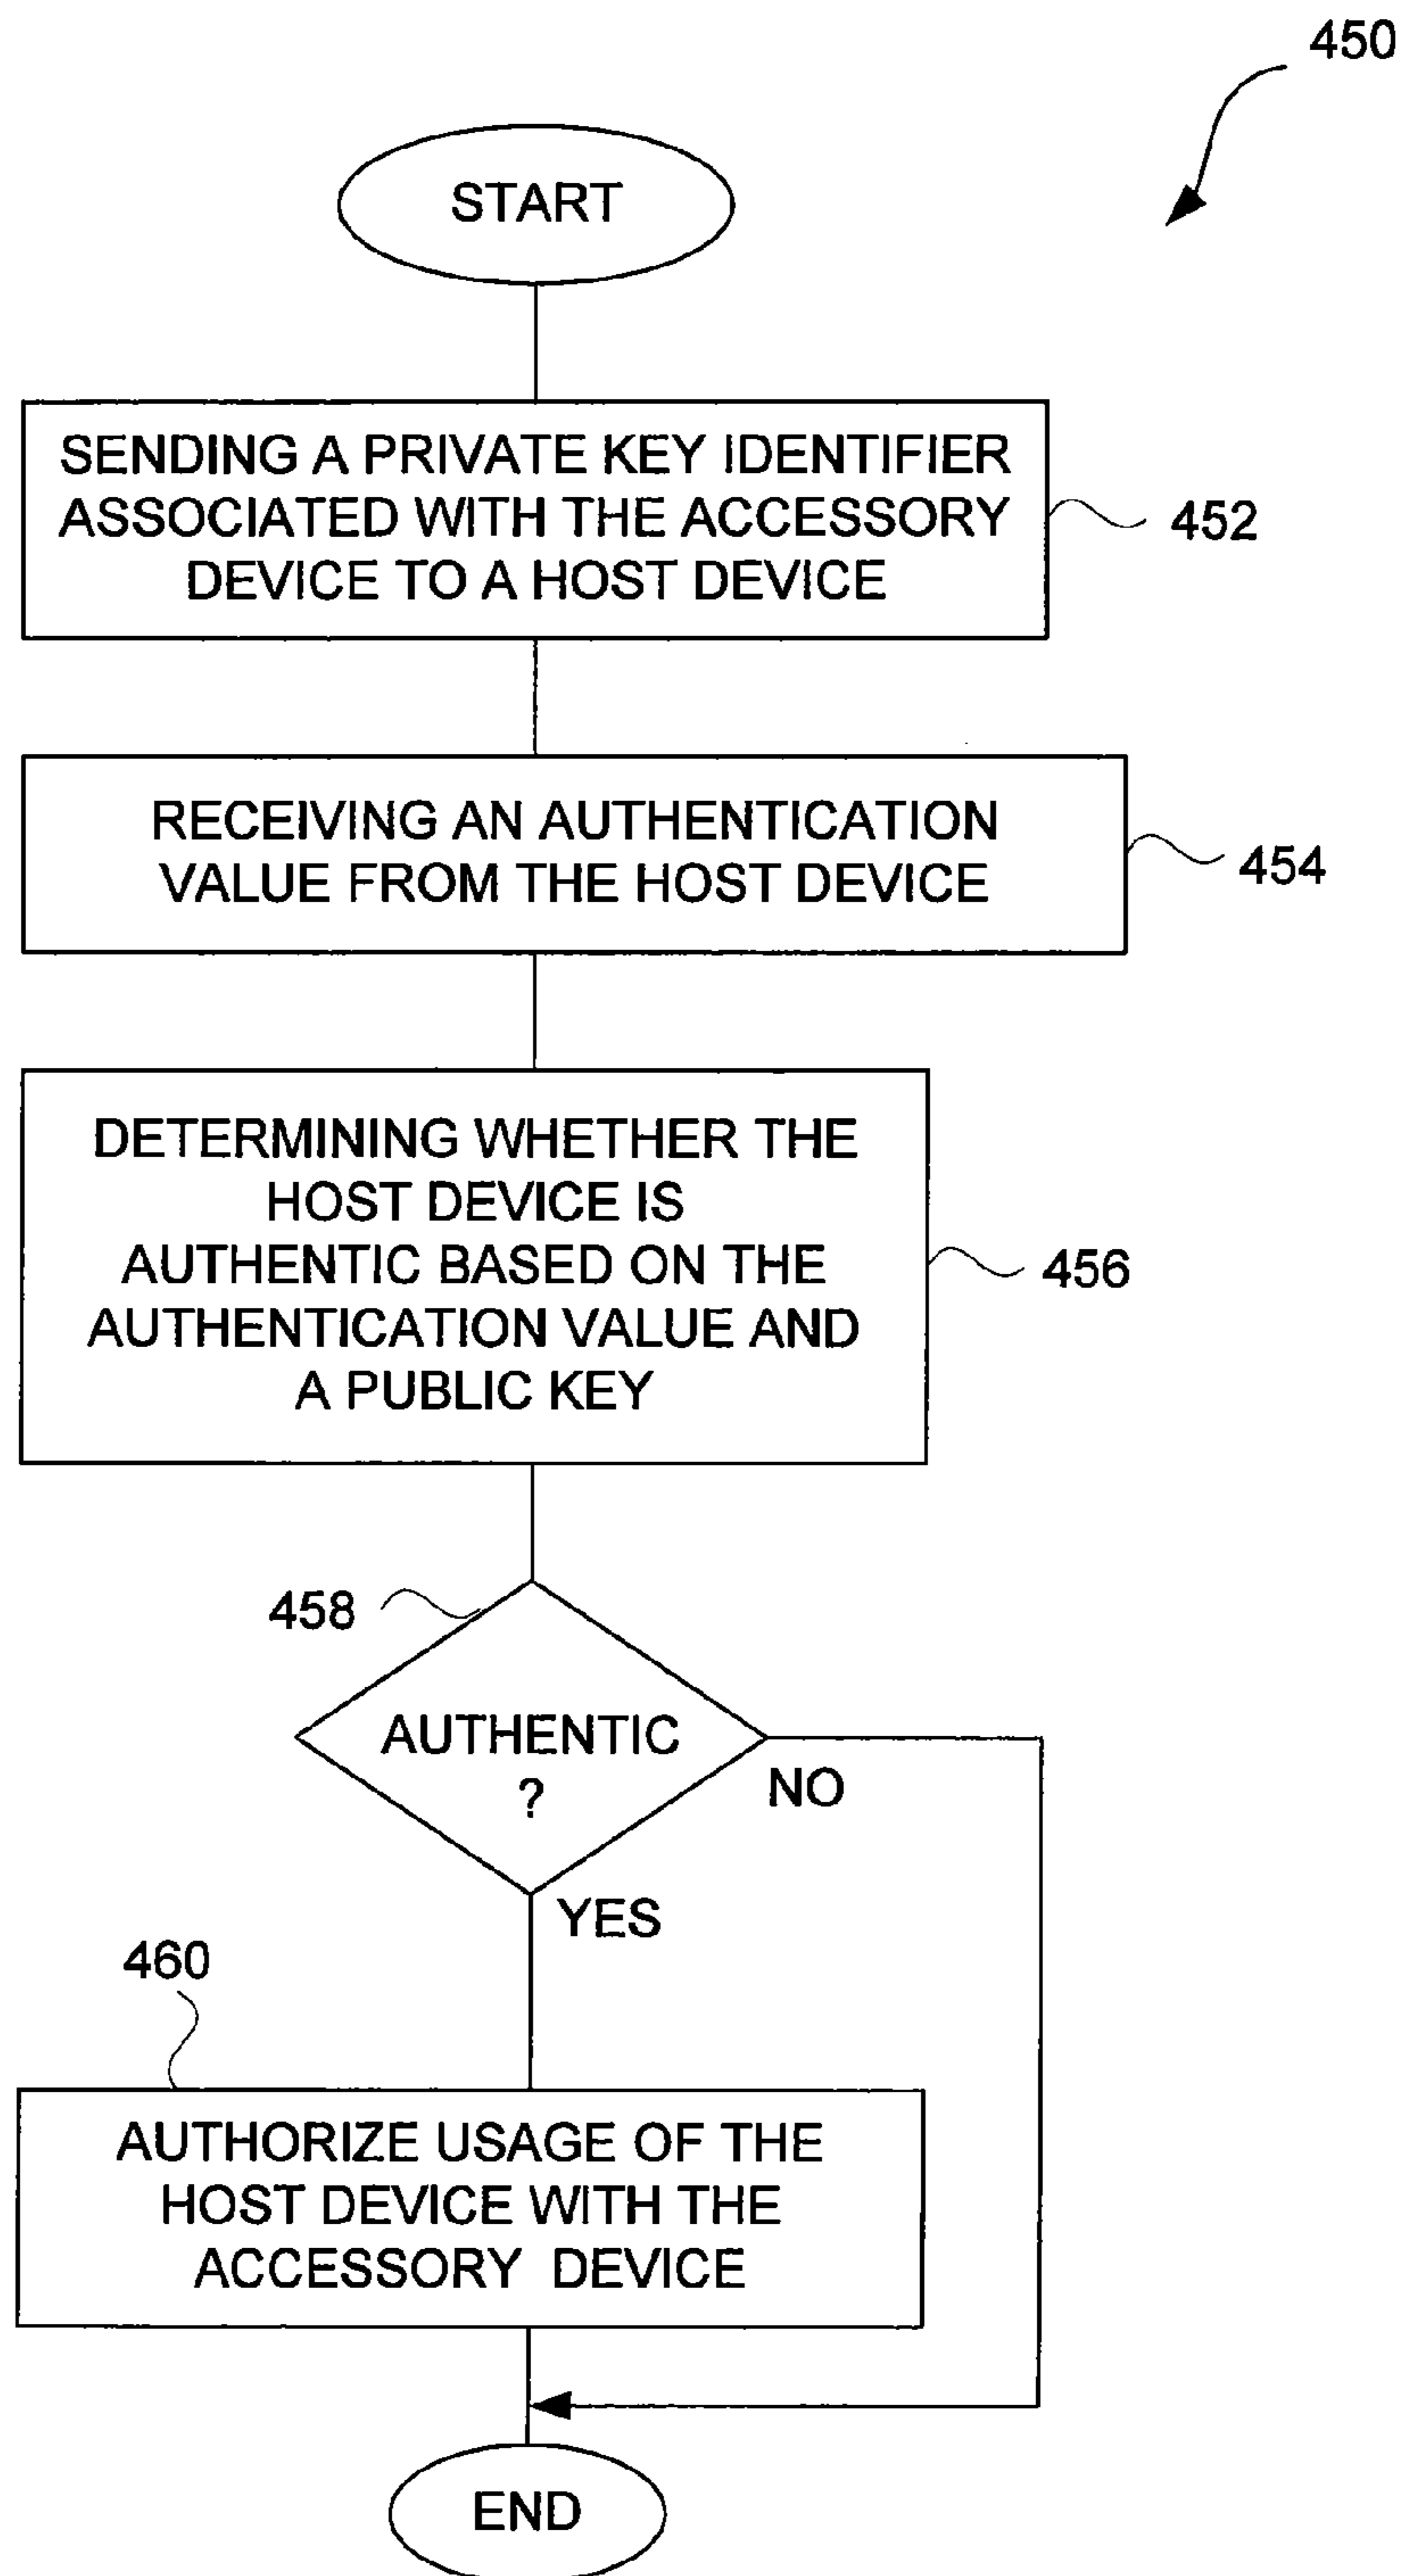 450
START
SENDING A PRIVATE KEY IDENTIFIER
ASSOCIATED WITH THE ACCESSORY
DEVICE TO A HOST DEVICE
452
RECEIVING AN AUTHENTICATION
VALUE FROM THE HOST DEVICE
454
DETERMINING WHETHER THE
HOST DEVICE IS
AUTHENTIC BASED ON THE
AUTHENTICATION VALUE AND
A PUBLIC KEY
456
458
AUTHENTIC
?
NO
YES
460
AUTHORIZE USAGE OF THE
HOST DEVICE WITH THE
ACCESSORY DEVICE
END